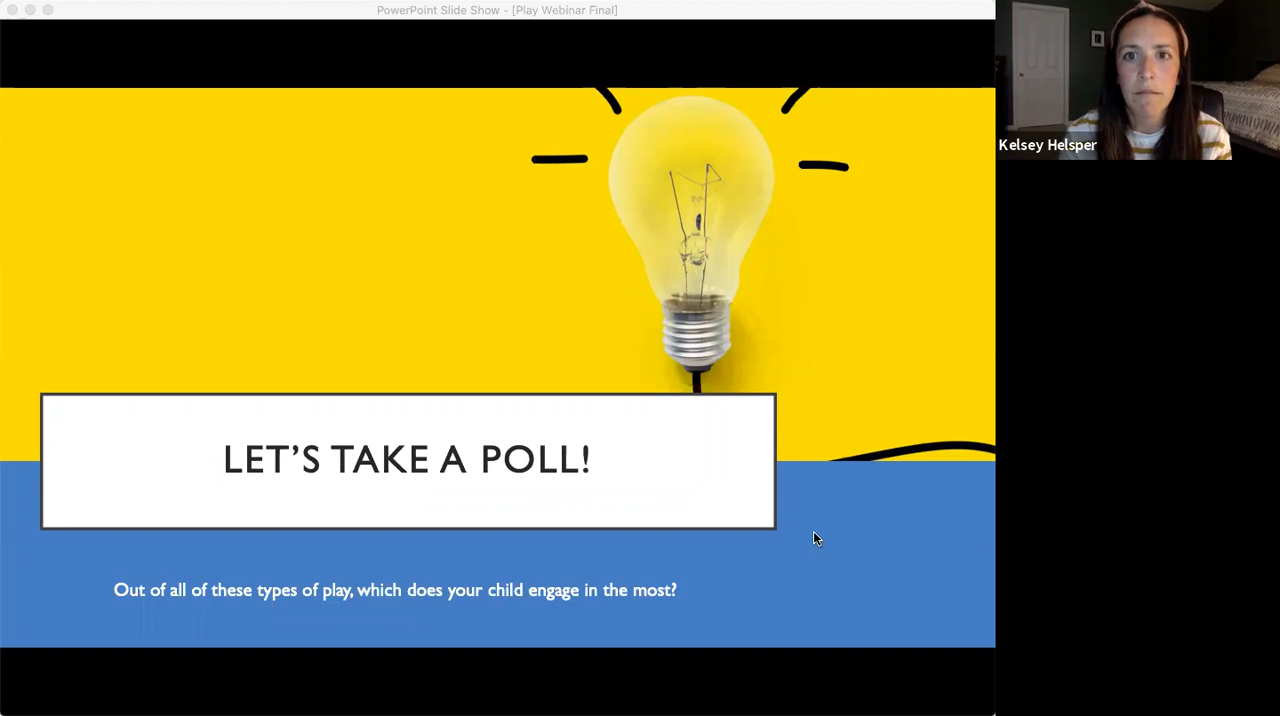 PowerPoint Slide Show - [Play Webinar Final]
Kelsey Helsper
LET’S TAKE A POLL!
Out of all of these types of play, which does your child engage in the most?